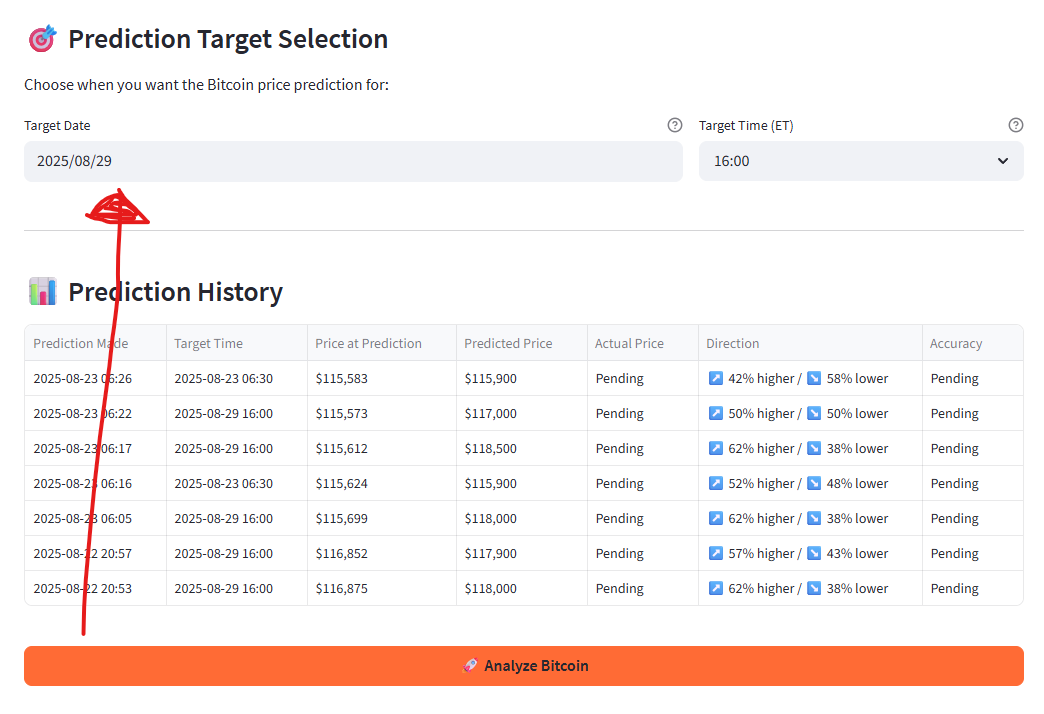 Prediction Target Selection
Choose when you want the Bitcoin price prediction for:
Target Date
Target Time (ET)
2025/08/29
16:00
Prediction History
Prediction Made Target Time Price at Prediction Predicted Price Actual Price Direction Accuracy
2025-08-23 06:26 2025-08-23 06:30 $115,583 $115,900 Pending ↗ 42% higher / ↘ 58% lower Pending
2025-08-23 06:22 2025-08-29 16:00 $115,573 $117,000 Pending ↗ 50% higher / ↘ 50% lower Pending
2025-08-23 06:17 2025-08-29 16:00 $115,612 $118,500 Pending ↗ 62% higher / ↘ 38% lower Pending
2025-08-23 06:16 2025-08-23 06:30 $115,624 $115,900 Pending ↗ 52% higher / ↘ 48% lower Pending
2025-08-23 06:05 2025-08-29 16:00 $115,699 $118,000 Pending ↗ 62% higher / ↘ 38% lower Pending
2025-08-22 20:57 2025-08-29 16:00 $116,852 $117,900 Pending ↗ 57% higher / ↘ 43% lower Pending
2025-08-22 20:53 2025-08-29 16:00 $116,875 $118,000 Pending ↗ 62% higher / ↘ 38% lower Pending
Analyze Bitcoin